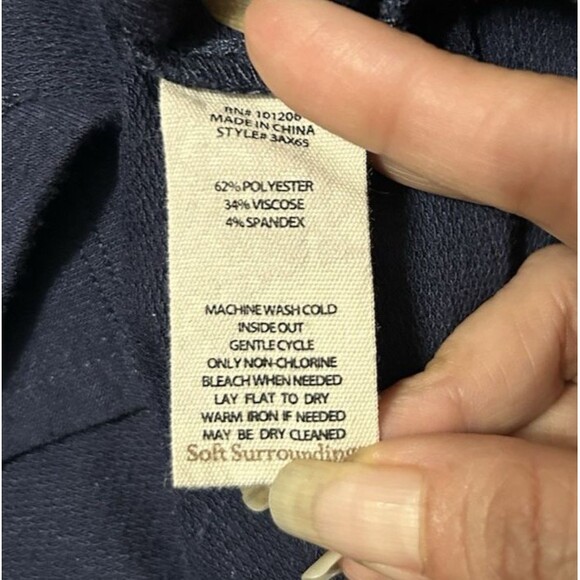 RN# 101206
MADE IN CHINA
STYLE# 3AX65
62% POLYESTER
34% VISCOSE
4% SPANDEX
MACHINE WASH COLD
INSIDE OUT
GENTLE CYCLE
ONLY NON-CHLORINE
BLEACH WHEN NEEDED
LAY FLAT TO DRY
WARM IRON IF NEEDED
MAY BE DRY CLEANED
Soft Surroundings